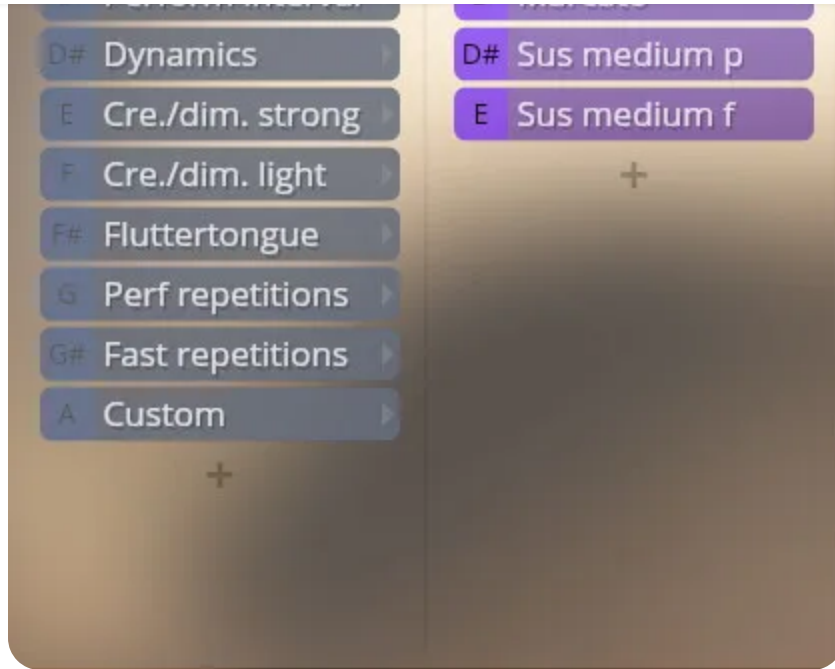 D# Dynamics
E Cre./dim. strong
F Cre./dim. light
F# Fluttertongue
G Perf repetitions
G# Fast repetitions
A Custom
+
D# Sus medium p
E Sus medium f
+